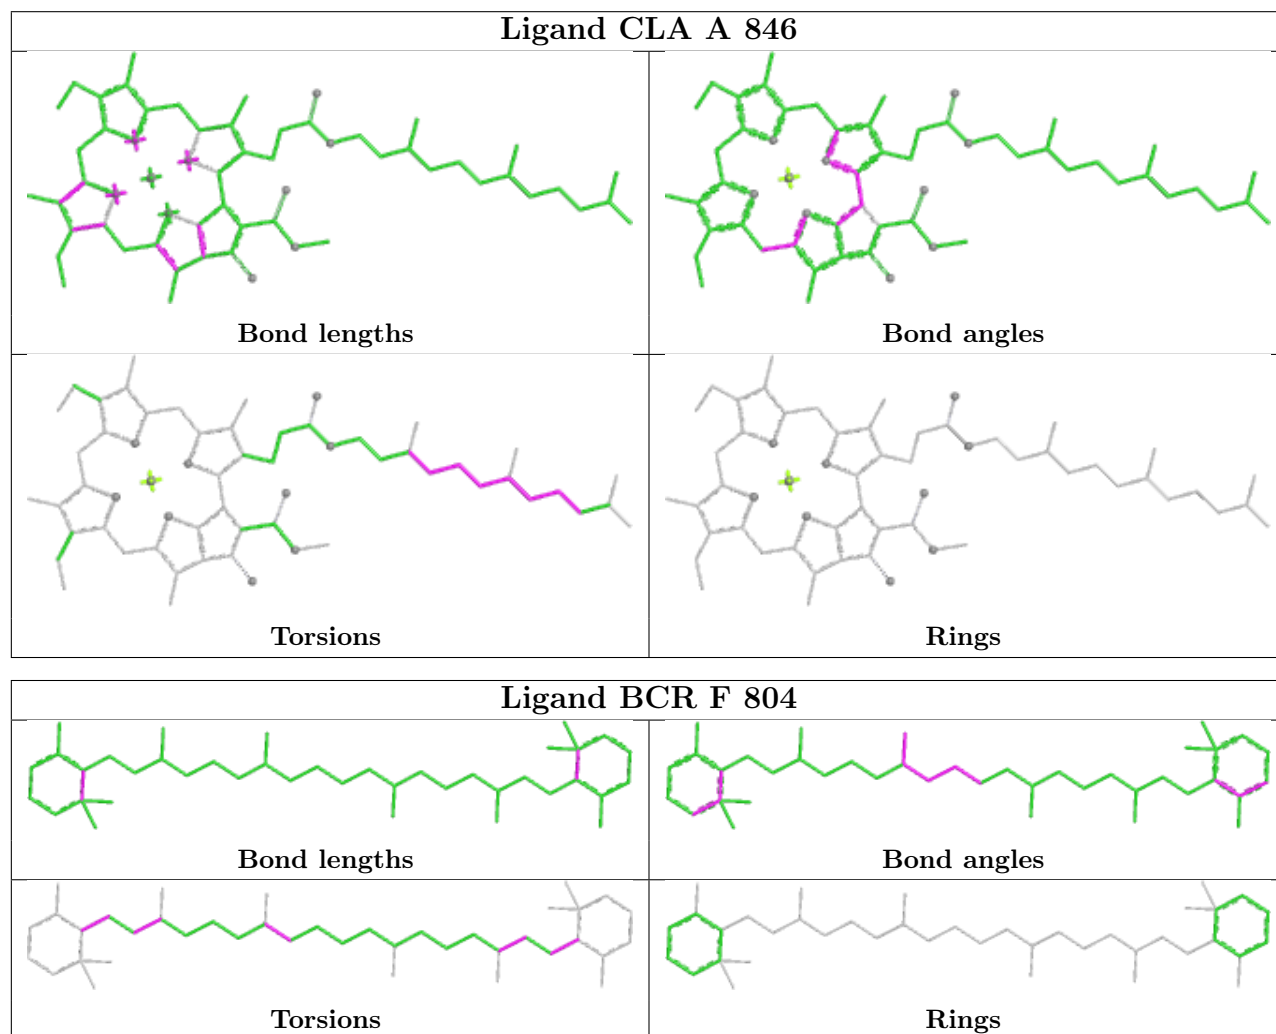 Ligand CLA A 846
Bond lengths
Bond angles
Torsions
Rings
Ligand BCR F 804
Bond lengths
Bond angles
Torsions
Rings